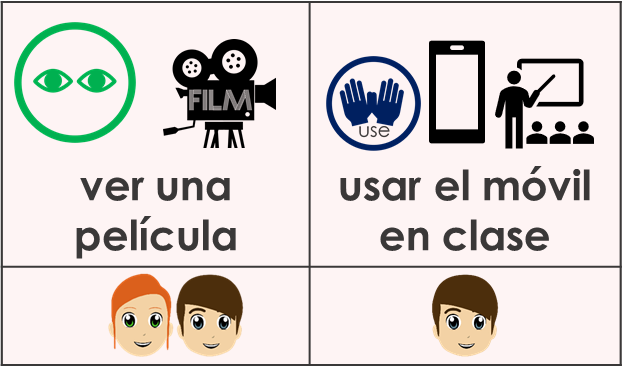 FILM
ver una
película
use
usar el móvil
en clase